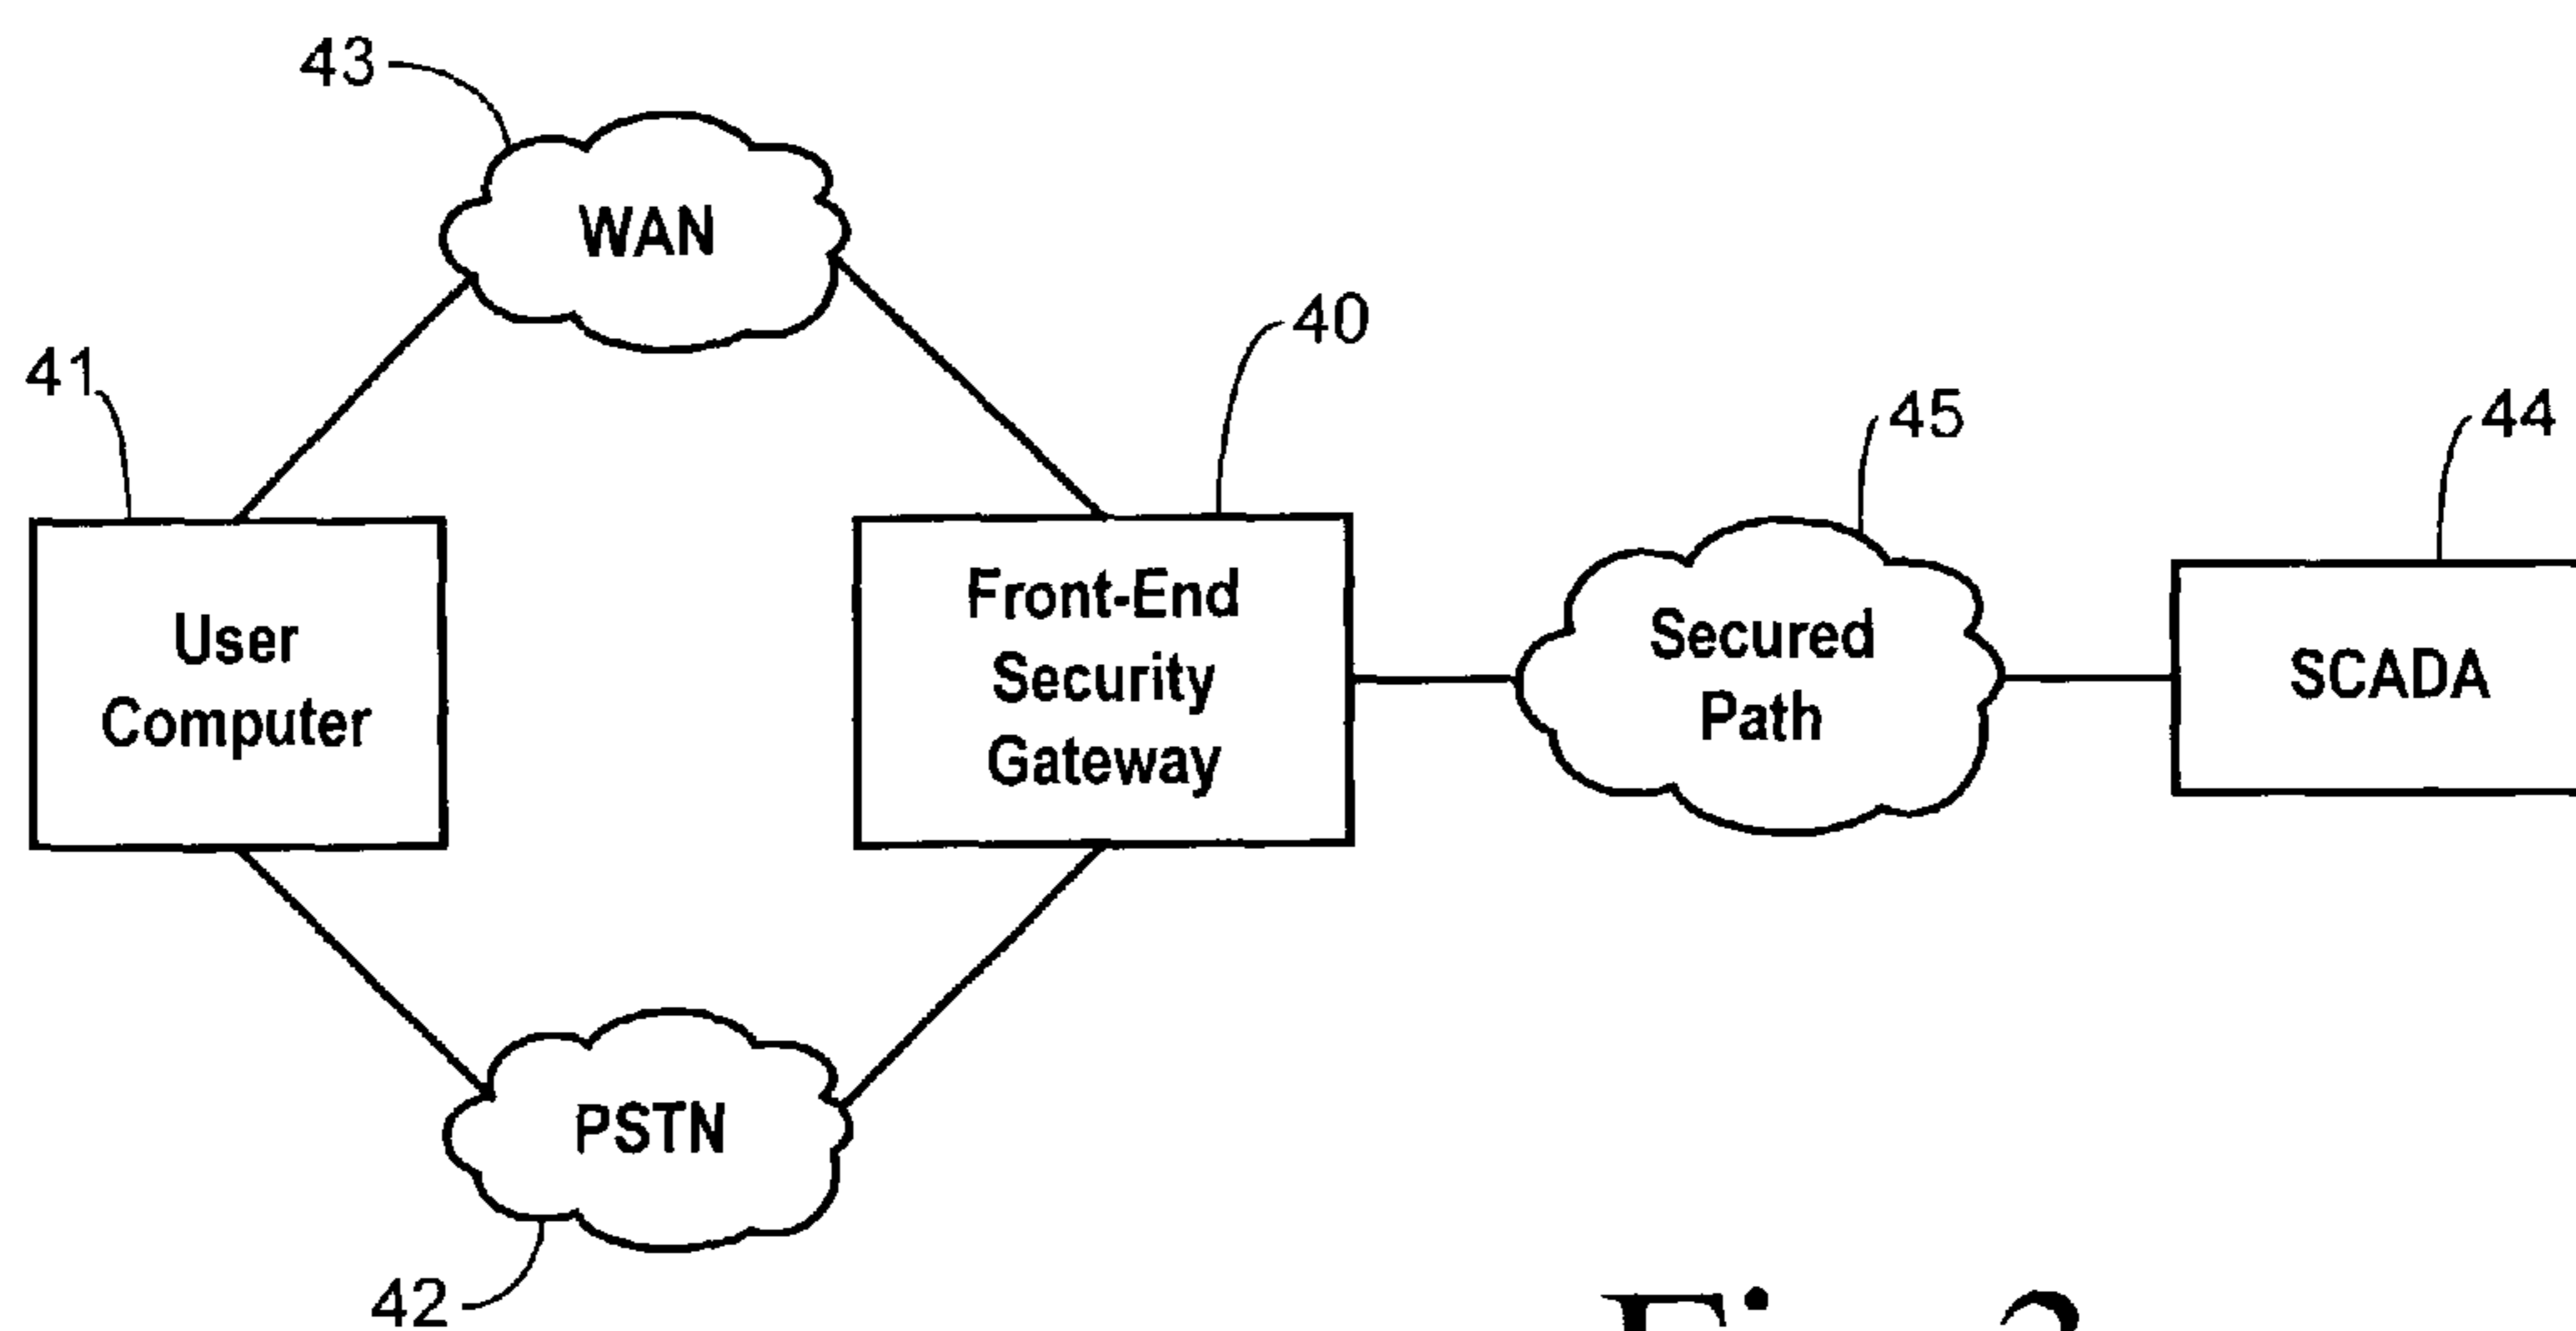 43
WAN
40
41
45
44
User
Computer
Front-End
Security
Gateway
Secured
Path
SCADA
PSTN
42